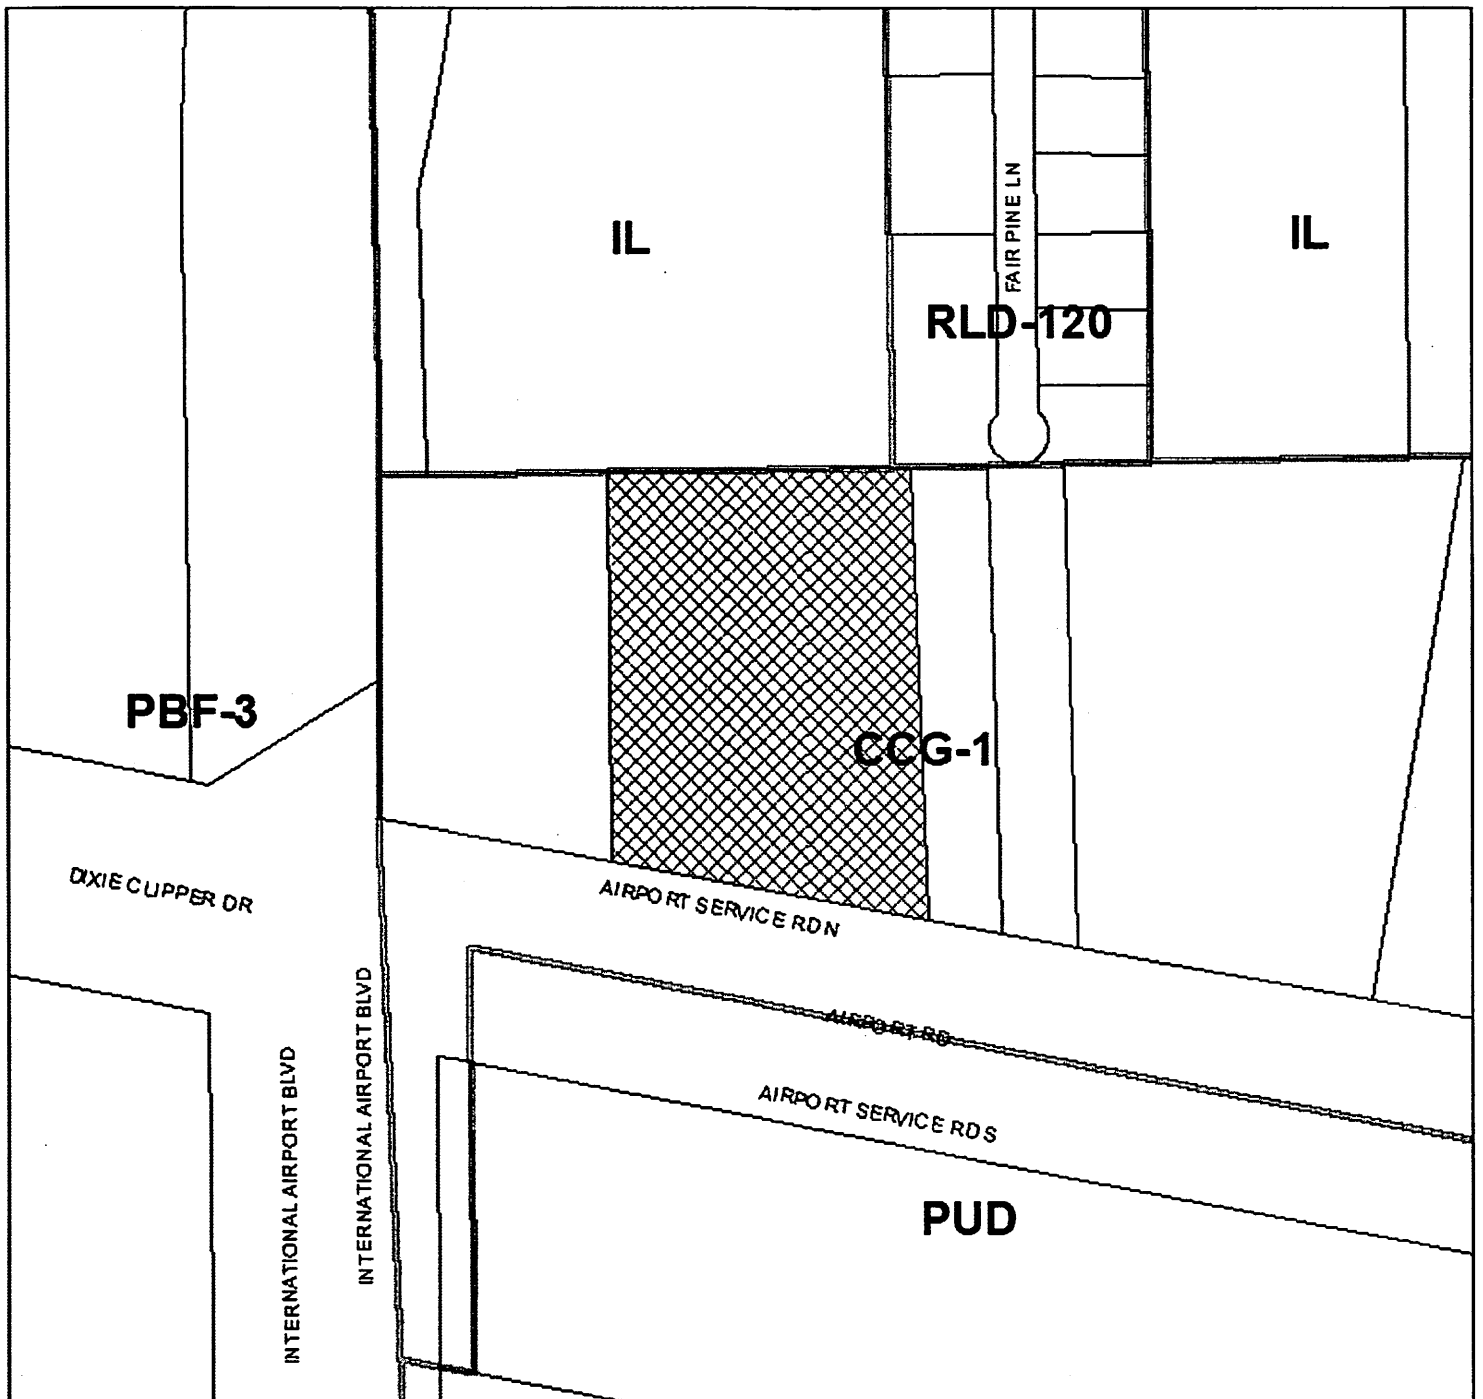 IL
IL
FAIR PINE LN
RLD-120
PBF-3
CCG-1
DIXIE CLIPPER DR
AIRPORT SERVICE RD N
INTERNATIONAL AIRPORT BLVD
INTERNATIONAL AIRPORT BLVD
AIRPORT RD
AIRPORT SERVICE RD S
PUD